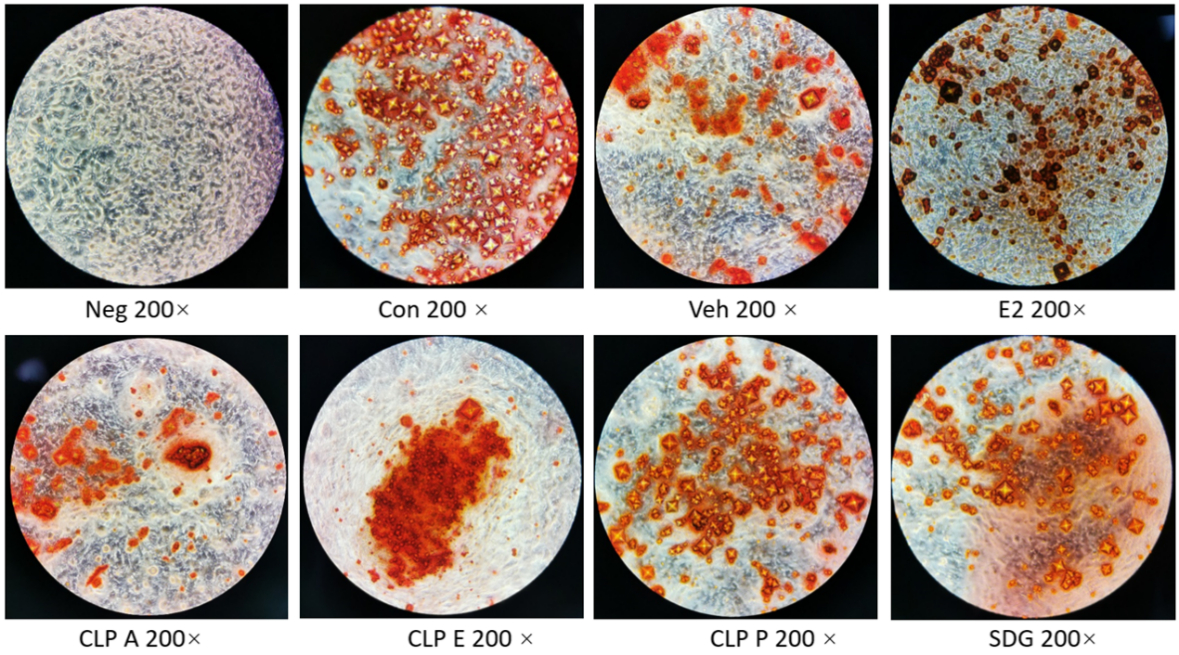 Neg 200×
Con 200 ×
Veh 200 ×
E2 200×
CLP A 200×
CLP E 200 ×
CLP P 200 ×
SDG 200×